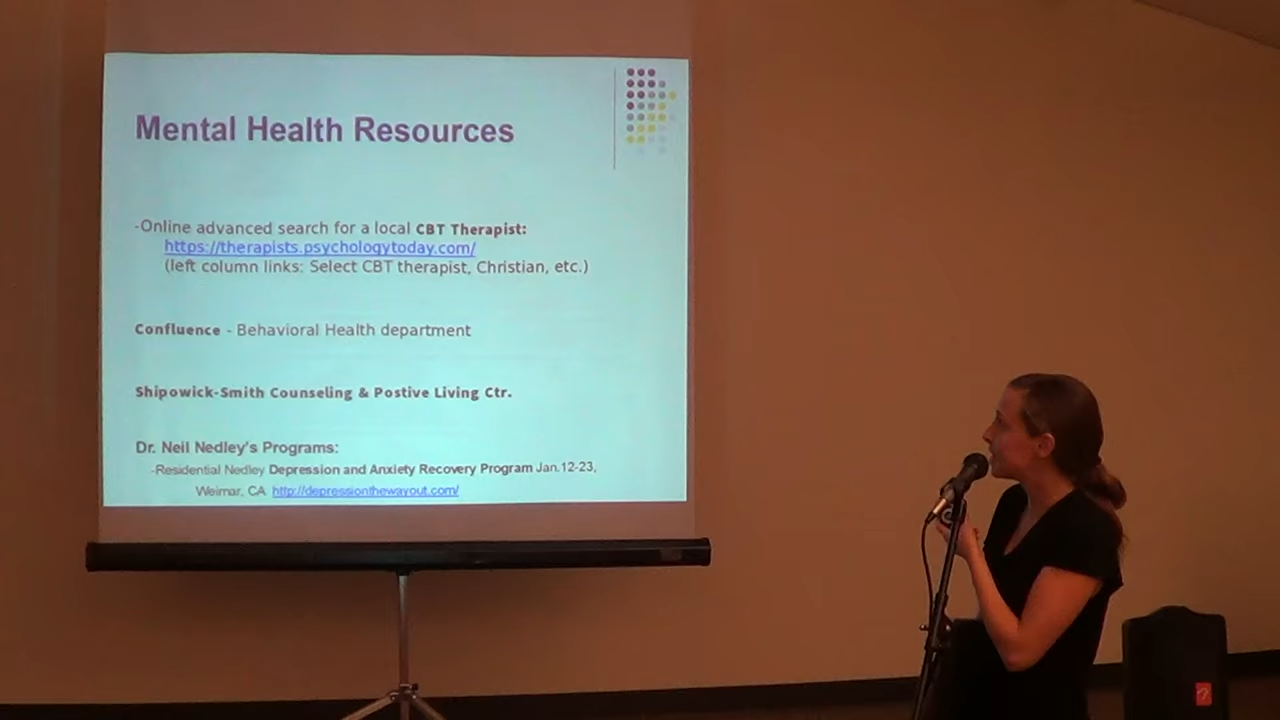 Mental Health Resources
-Online advanced search for a local CBT Therapist:
https://therapists.psychologytoday.com/
(left column links: Select CBT therapist, Christian, etc.)
Confluence - Behavioral Health department
Shipowick-Smith Counseling & Postive Living Ctr.
Dr. Neil Nedley's Programs:
-Residential Nedley Depression and Anxiety Recovery Program Jan.12-23,
Weimar, CA http://depressionthewayout.com/